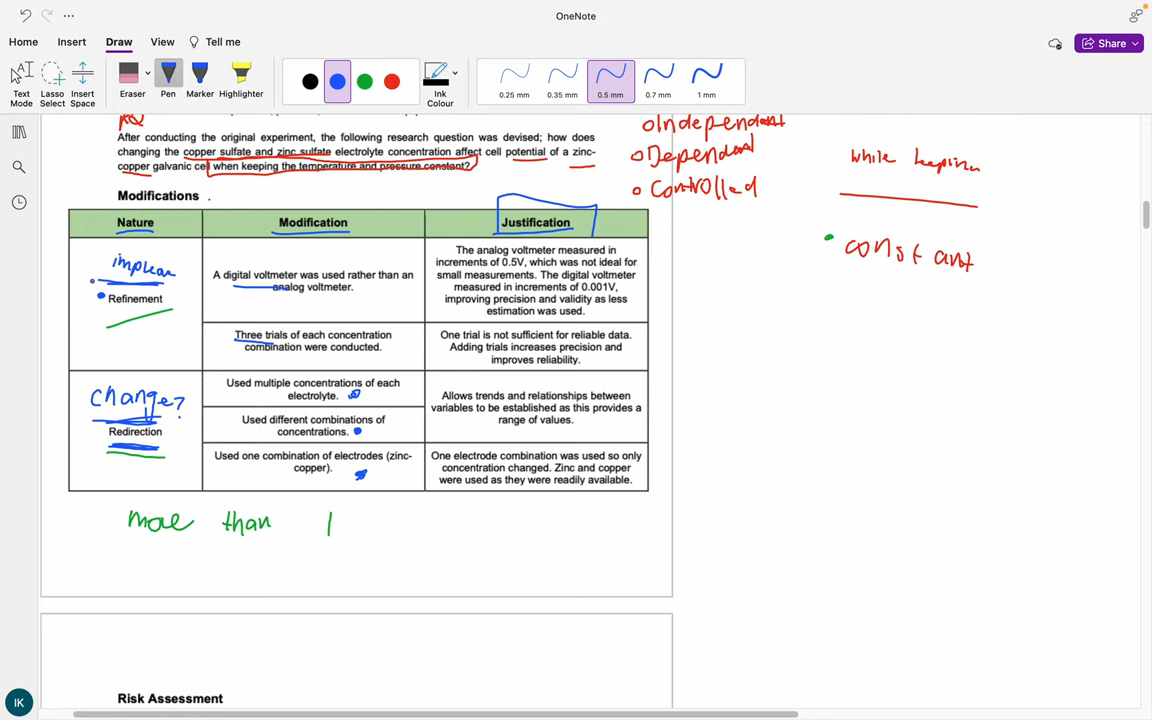 OneNote
Home Insert Draw View Tell me
Share
Text Mode
Lasso Select
Insert Space
Eraser
Pen
Marker
Highlighter
Ink Colour
0.25 mm 0.35 mm 0.5 mm 0.7 mm 1 mm
RQ
After conducting the original experiment, the following research question was devised; how does
changing the copper sulfate and zinc sulfate electrolyte concentration affect cell potential of a zinc-
copper galvanic cell when keeping the temperature and pressure constant?
Independent
Dependent
Controlled
while keeping
constant
Modifications
Nature Modification Justification
Refinement
A digital voltmeter was used rather than an
analog voltmeter.
The analog voltmeter measured in
increments of 0.5V, which was not ideal for
small measurements. The digital voltmeter
measured in increments of 0.001V,
improving precision and validity as less
estimation was used.
Three trials of each concentration
combination were conducted.
One trial is not sufficient for reliable data.
Adding trials increases precision and
improves reliability.
change?
Redirection
Used multiple concentrations of each
electrolyte.
Used different combinations of
concentrations.
Allows trends and relationships between
variables to be established as this provides a
range of values.
Used one combination of electrodes (zinc-
copper).
One electrode combination was used so only
concentration changed. Zinc and copper
were used as they were readily available.
more than 1
Risk Assessment
IK